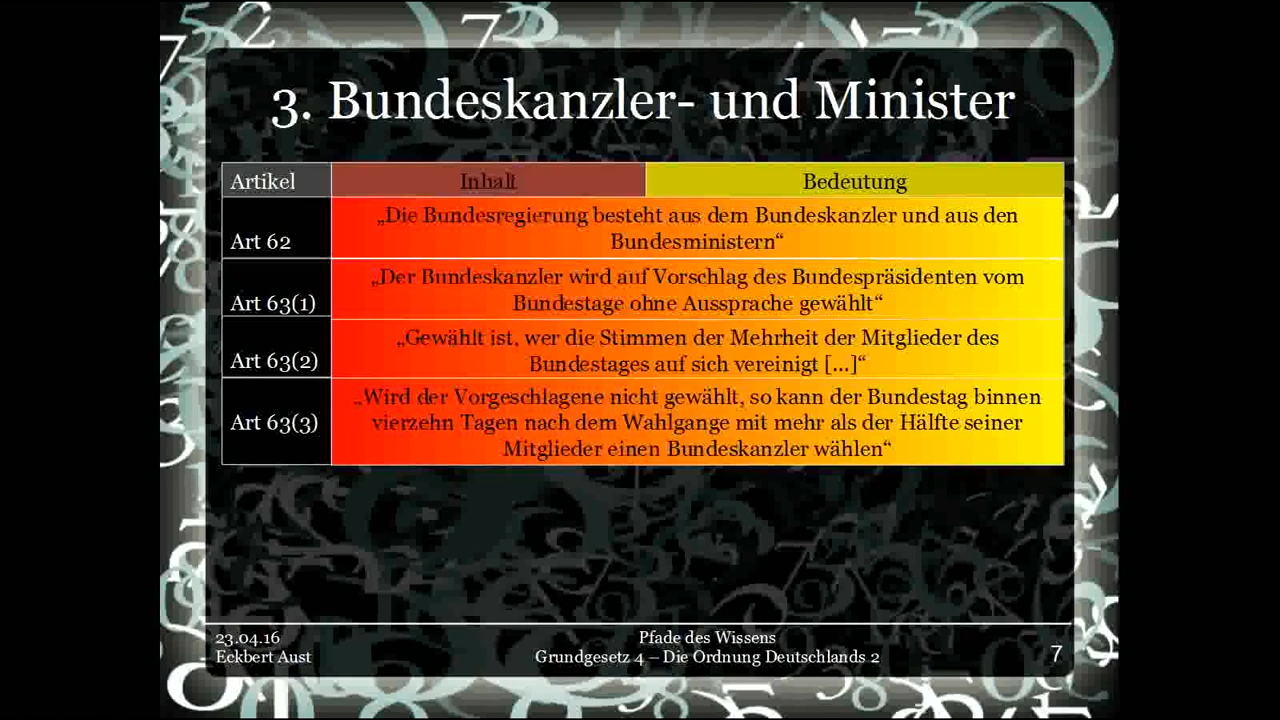 3. Bundeskanzler- und Minister
Artikel Inhalt Bedeutung
„Die Bundesregierung besteht aus dem Bundeskanzler und aus den
Art 62 Bundesministern“
„Der Bundeskanzler wird auf Vorschlag des Bundespräsidenten vom
Art 63(1) Bundestage ohne Aussprache gewählt“
„Gewählt ist, wer die Stimmen der Mehrheit der Mitglieder des
Art 63(2) Bundestages auf sich vereinigt [...]“
„Wird der Vorgeschlagene nicht gewählt, so kann der Bundestag binnen
Art 63(3) vierzehn Tagen nach dem Wahlgange mit mehr als der Hälfte seiner
Mitglieder einen Bundeskanzler wählen“
23.04.16 Pfade des Wissens
Eckbert Aust Grundgesetz 4 – Die Ordnung Deutschlands 2 7